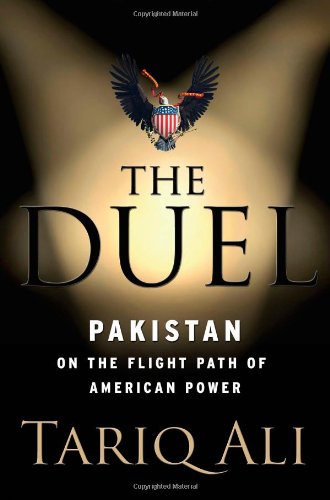 THE
DUEL
PAKISTAN
ON THE FLIGHT PATH OF
AMERICAN POWER
TARIQ ALI